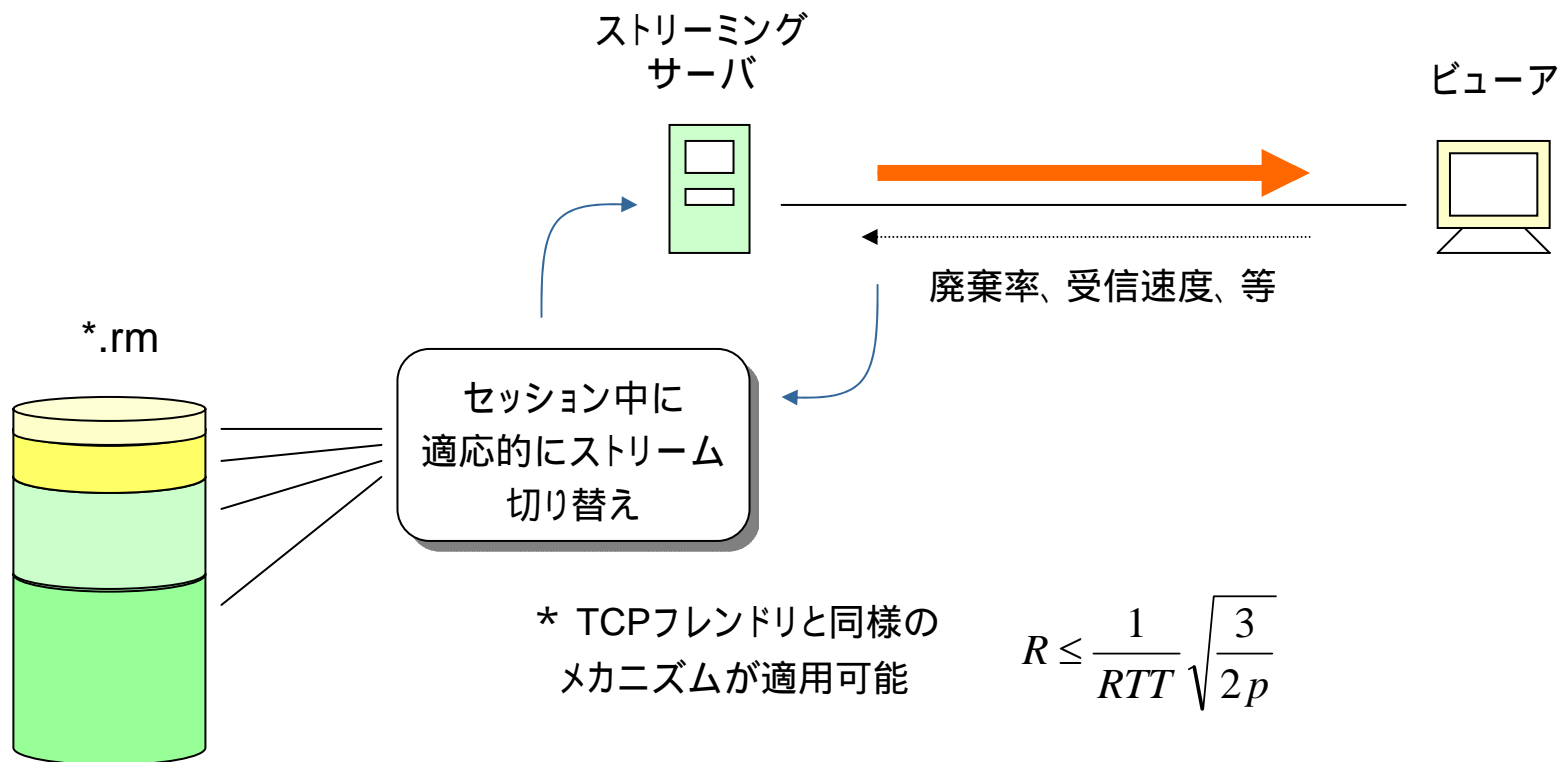 ストリーミング
サーバ
ビューア
廃棄率、受信速度、等
*.rm
セッション中に
適応的にストリーム
切り替え
* TCPフレンドリと同様の
メカニズムが適用可能
R ≤ 1/RTT √(3/2p)